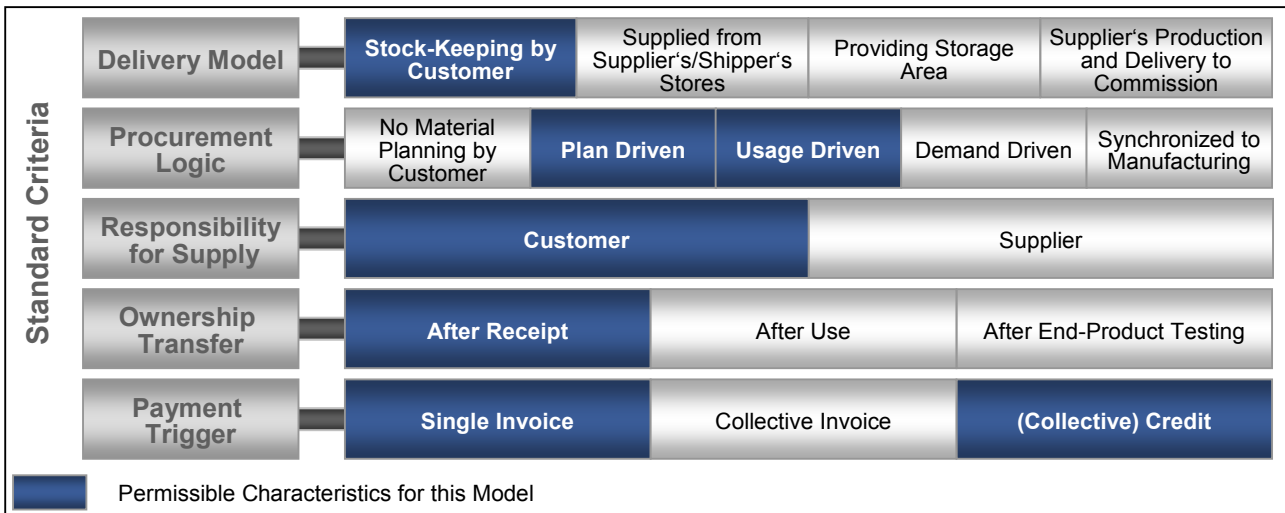 Standard Criteria
Delivery Model
Stock-Keeping by
Customer
Supplied from
Supplier‘s/Shipper‘s
Stores
Providing Storage
Area
Supplier‘s Production
and Delivery to
Commission
Procurement
Logic
No Material
Planning by
Customer
Plan Driven
Usage Driven
Demand Driven
Synchronized to
Manufacturing
Responsibility
for Supply
Customer
Supplier
Ownership
Transfer
After Receipt
After Use
After End-Product Testing
Payment
Trigger
Single Invoice
Collective Invoice
(Collective) Credit
Permissible Characteristics for this Model